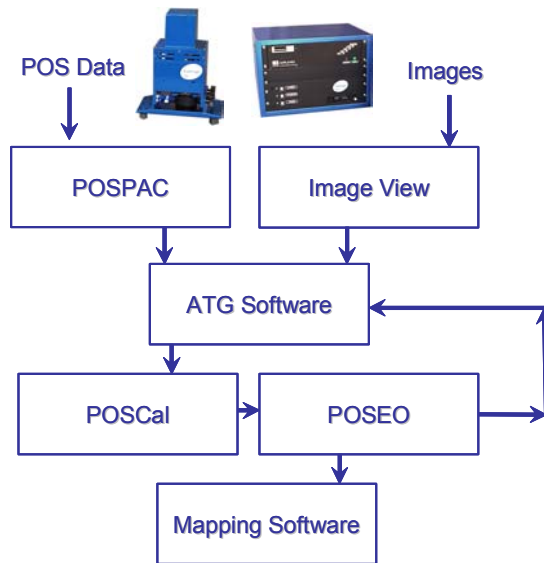 POS Data
Images
POSPAC
Image View
ATG Software
POSCal
POSEO
Mapping Software